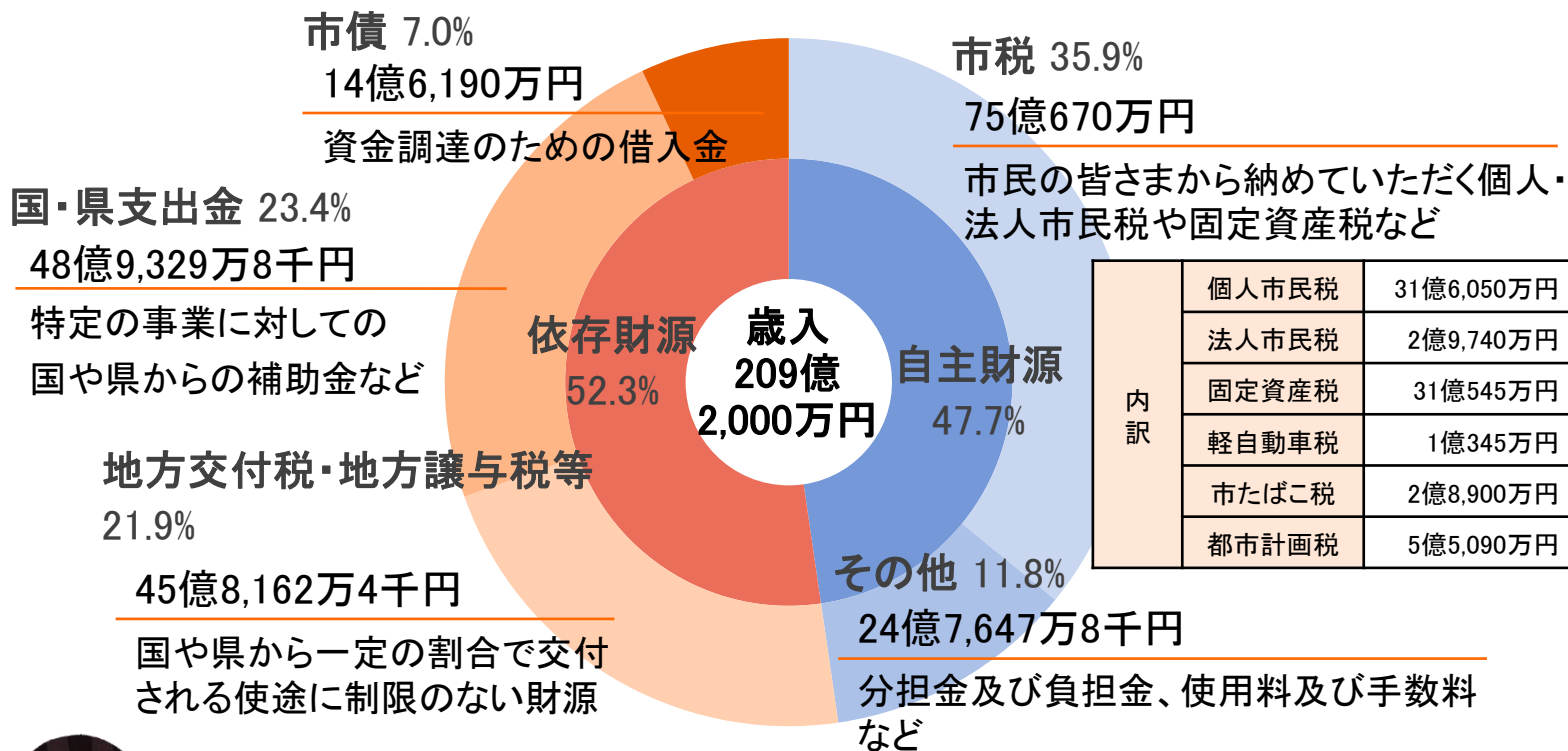 市債 7.0%
14億6,190万円
資金調達のための借入金
国・県支出金 23.4%
48億9,329万8千円
特定の事業に対しての
国や県からの補助金など
地方交付税・地方譲与税等
21.9%
45億8,162万4千円
国や県から一定の割合で交付
される使途に制限のない財源
依存財源
52.3%
歳入
209億
2,000万円
自主財源
47.7%
市税 35.9%
75億670万円
市民の皆さまから納めていただく個人・
法人市民税や固定資産税など
内訳
個人市民税 31億6,050万円
法人市民税 2億9,740万円
固定資産税 31億545万円
軽自動車税 1億345万円
市たばこ税 2億8,900万円
都市計画税 5億5,090万円
その他 11.8%
24億7,647万8千円
分担金及び負担金、使用料及び手数料
など